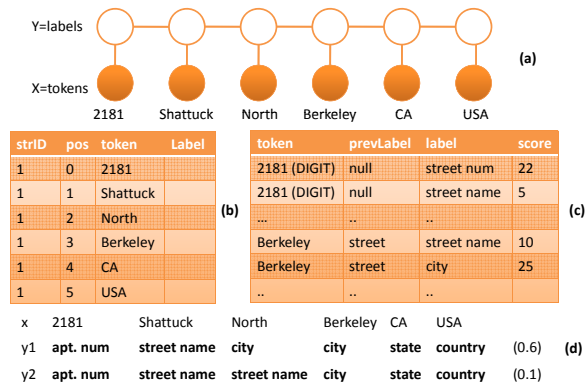 Y=labels
(a)
X=tokens
2181 Shattuck North Berkeley CA USA
strID pos token Label
1 0 2181
1 1 Shattuck
1 2 North
1 3 Berkeley
1 4 CA
1 5 USA
(b)
token prevLabel label score
2181 (DIGIT) null street num 22
2181 (DIGIT) null street name 5
... .. ..
Berkeley street street name 10
Berkeley street city 25
.. .. ..
(c)
x 2181 Shattuck North Berkeley CA USA
y1 apt. num street name city city state country (0.6)
(d)
y2 apt. num street name street name city state country (0.1)